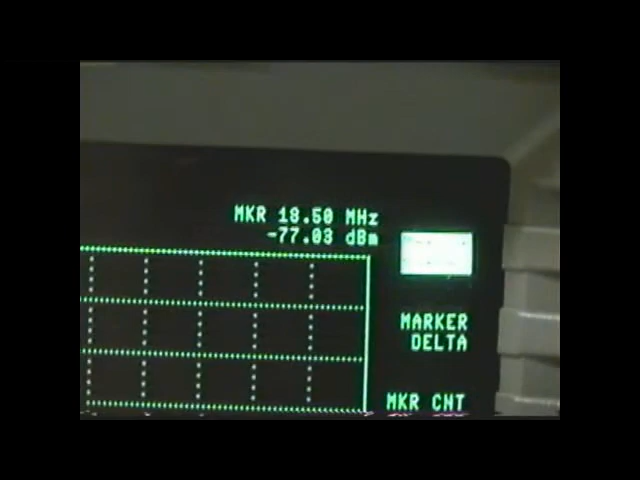 MKR 18.50 MHz
-77.03 dBm
MARKER
DELTA
MKR CNT